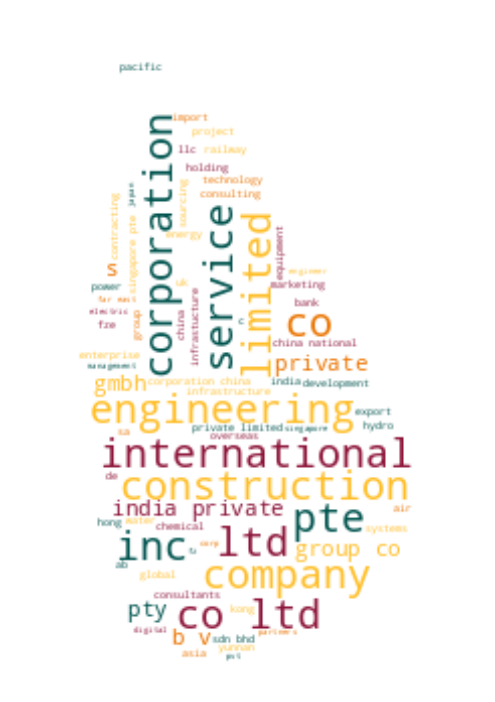 pacific
import
corporation
project
llc railway
holding
technology
japan
sourcing
consulting
contracting
singapore pte
service
limited
energy
equipment
s
engineer
uk
power
marketing
far east
infrastucture
bank
electric
group
china
c
co
fze
china national
enterprise
private
management
gmbh
corporation china
india
development
infrastructure
engineering
export
private limited
singapore
hydro
sa
overseas
international
de
construction
india private
air
pte
hong
water
chemical
systems
inc
ltd
corp
group co
ab
global
company
consultants
pty
co ltd
kong
digital
b v
sdn bhd
partners
yunnan
asia